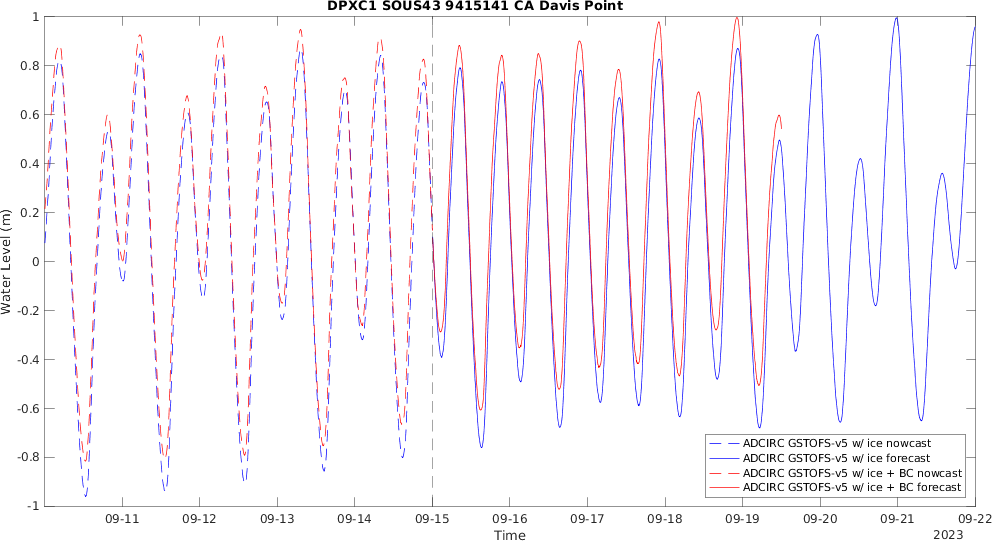 DPXC1 SOUS43 9415141 CA Davis Point
Water Level (m)
1
0.8
0.6
0.4
0.2
0
-0.2
-0.4
-0.6
-0.8
-1
ADCIRC GSTOFS-v5 w/ ice nowcast
ADCIRC GSTOFS-v5 w/ ice forecast
ADCIRC GSTOFS-v5 w/ ice + BC nowcast
ADCIRC GSTOFS-v5 w/ ice + BC forecast
09-11 09-12 09-13 09-14 09-15 09-16 09-17 09-18 09-19 09-20 09-21 09-22
Time
2023